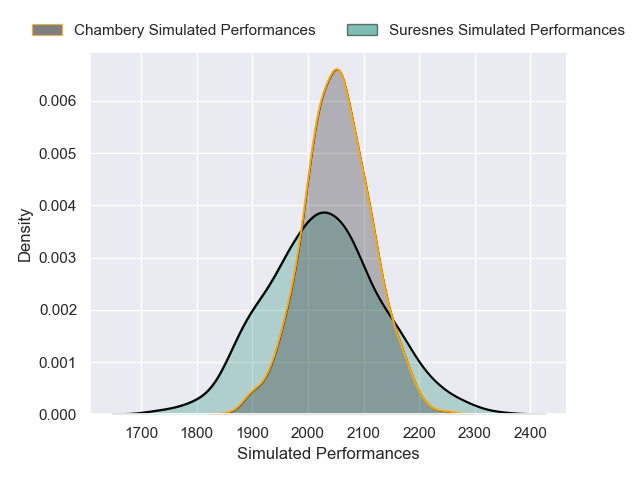 Chambery Simulated Performances
Suresnes Simulated Performances
Density
0.006
0.005
0.004
0.003
0.002
0.001
0.000
1700 1800 1900 2000 2100 2200 2300 2400
Simulated Performances